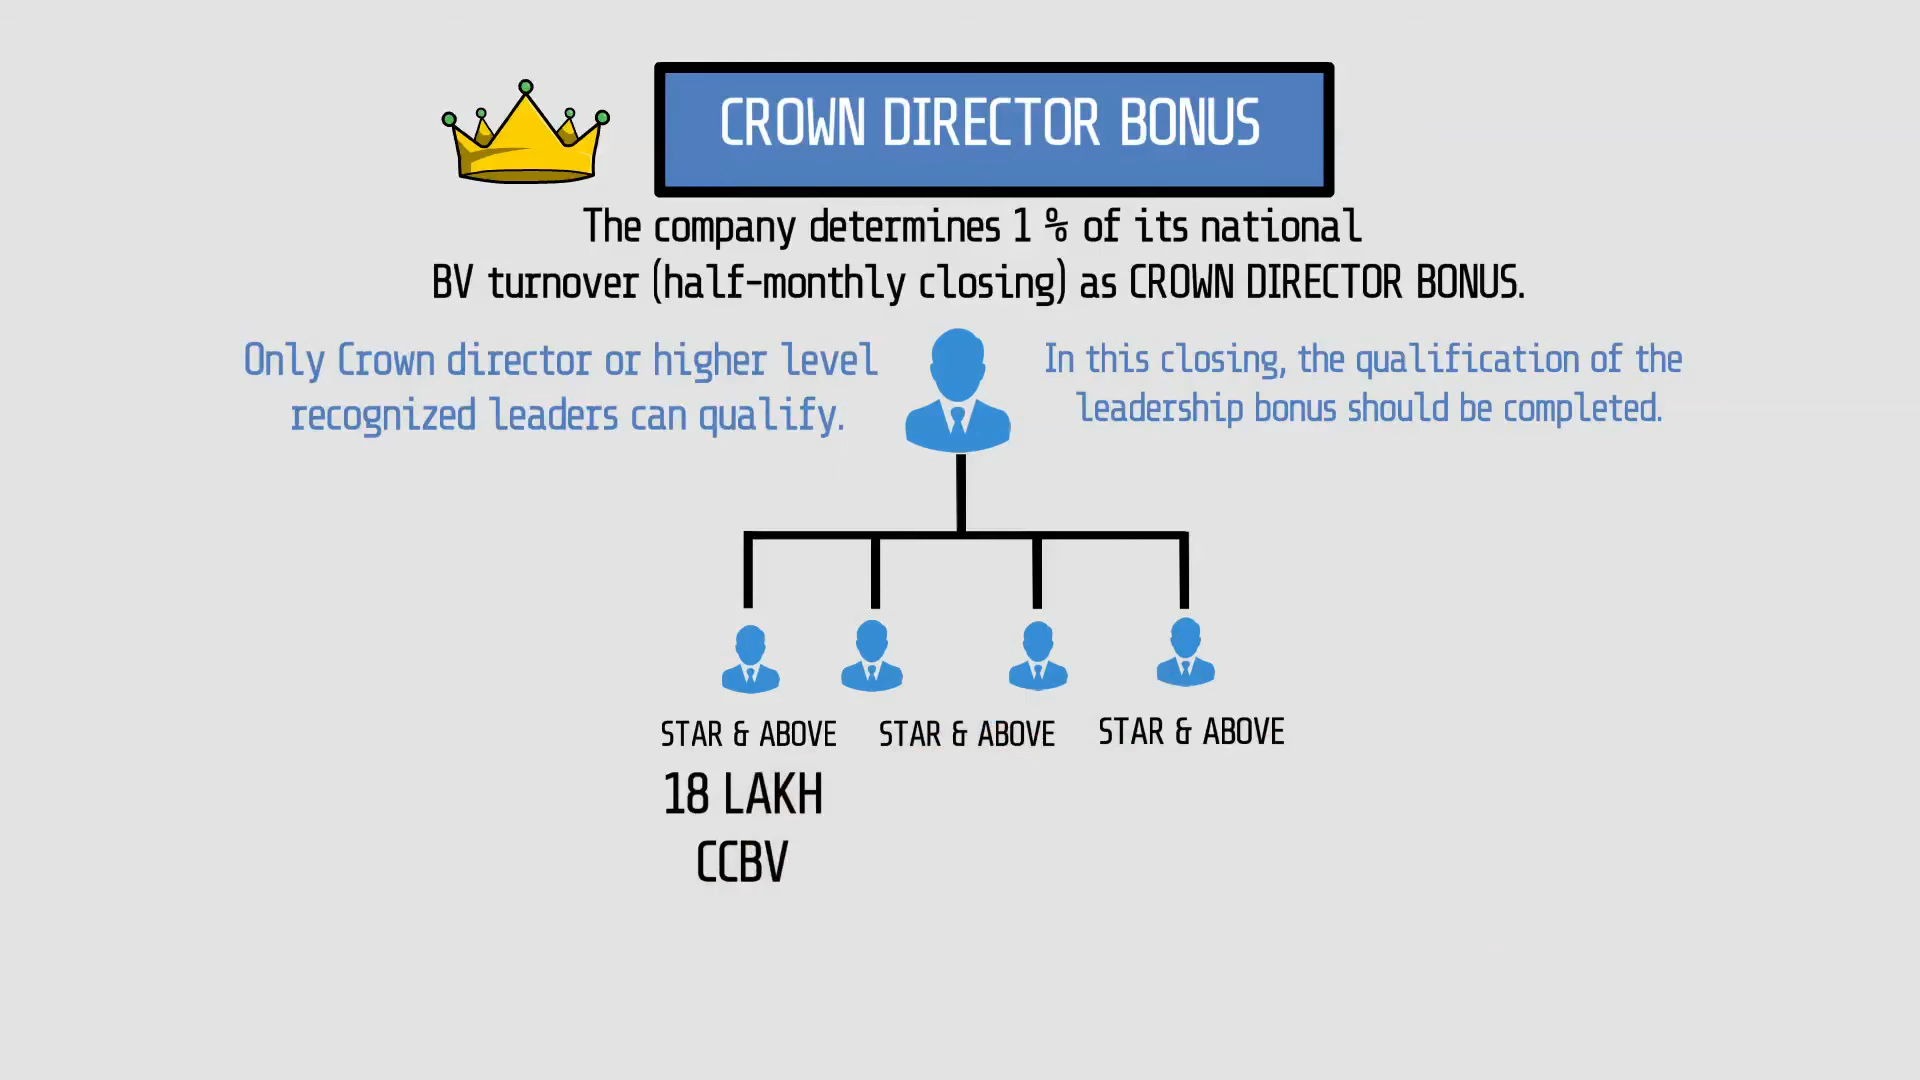 CROWN DIRECTOR BONUS
The company determines 1 % of its national
BV turnover (half-monthly closing) as CROWN DIRECTOR BONUS.
Only Crown director or higher level
recognized leaders can qualify.
In this closing, the qualification of the
leadership bonus should be completed.
STAR & ABOVE
STAR & ABOVE
STAR & ABOVE
18 LAKH
CCBV